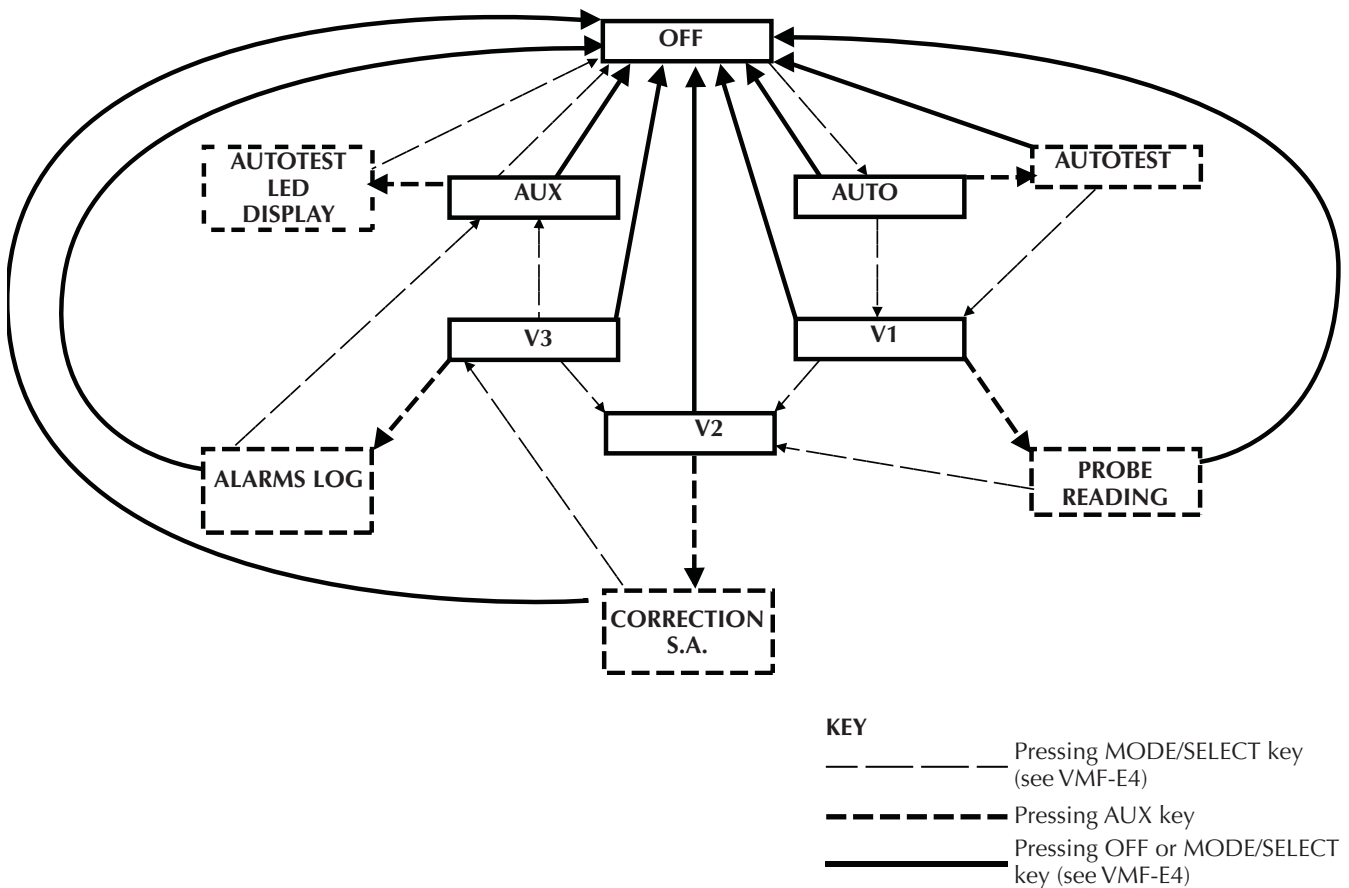 OFF
AUTOTEST
LED
DISPLAY
AUX
AUTO
AUTOTEST
V3
V1
V2
ALARMS LOG
PROBE
READING
CORRECTION
S.A.
KEY
Pressing MODE/SELECT key
(see VMF-E4)
Pressing AUX key
Pressing OFF or MODE/SELECT
key (see VMF-E4)